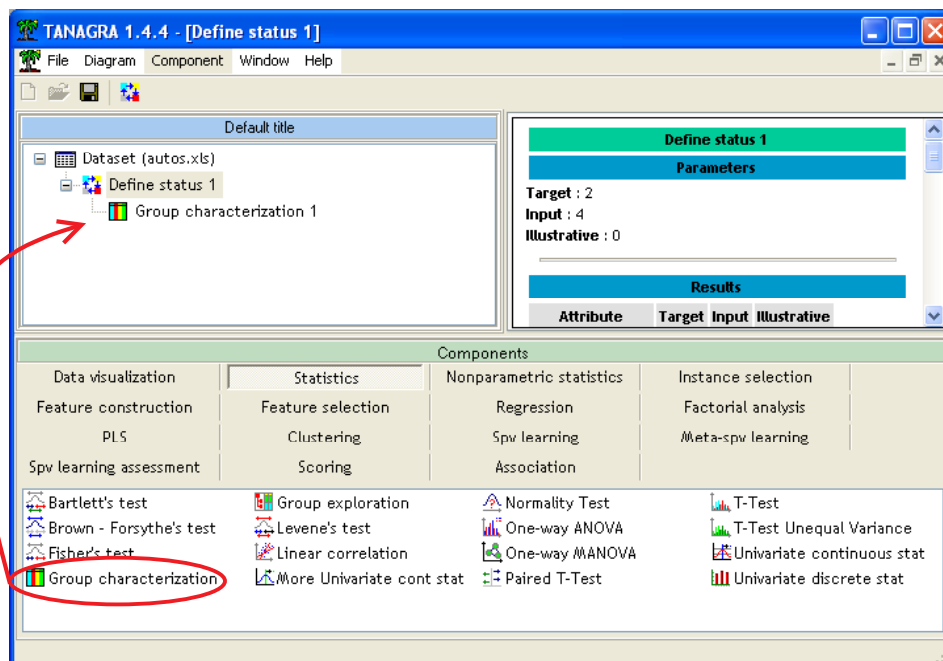 TANAGRA 1.4.4 - [Define status 1]
File Diagram Component Window Help
Default title
Dataset (autos.xls)
Define status 1
Group characterization 1
Define status 1
Parameters
Target : 2
Input : 4
Illustrative : 0
Results
Attribute Target Input Illustrative
Components
Data visualization Statistics Nonparametric statistics Instance selection
Feature construction Feature selection Regression Factorial analysis
PLS Clustering Spv learning Meta-spv learning
Spv learning assessment Scoring Association
Bartlett's test Group exploration Normality Test T-Test
Brown - Forsythe's test Levene's test One-way ANOVA T-Test Unequal Variance
Fisher's test Linear correlation One-way MANOVA Univariate continuous stat
Group characterization More Univariate cont stat Paired T-Test Univariate discrete stat